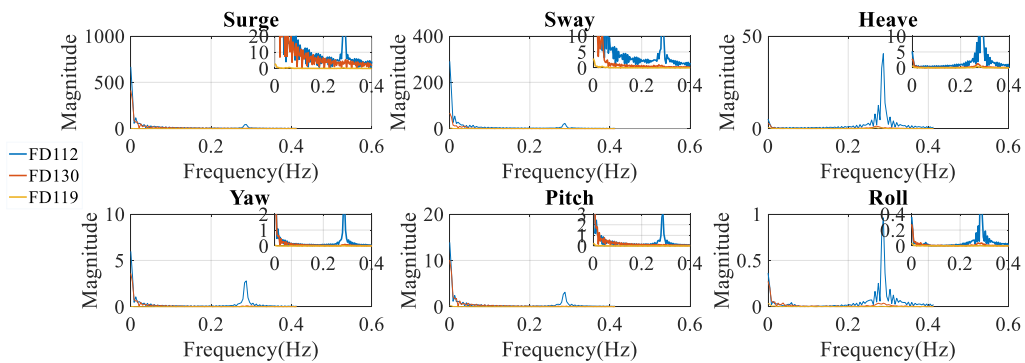 Surge Sway Heave
Magnitude Magnitude Magnitude
1000 500 0
20 10 0
0 0.2 0.4
0 0.2 0.4 0.6
Frequency(Hz)
400 200 0
10 5 0
0 0.2 0.4
0 0.2 0.4 0.6
Frequency(Hz)
50 0
10 5 0
0 0.2 0.4
0 0.2 0.4 0.6
Frequency(Hz)
FD112
FD130
FD119
Yaw Pitch Roll
Magnitude Magnitude Magnitude
10 5 0
2 1 0
0 0.2 0.4
0 0.2 0.4 0.6
Frequency(Hz)
20 10 0
3 2 1 0
0 0.2 0.4
0 0.2 0.4 0.6
Frequency(Hz)
1 0.5 0
0.4 0.2 0
0 0.2 0.4
0 0.2 0.4 0.6
Frequency(Hz)